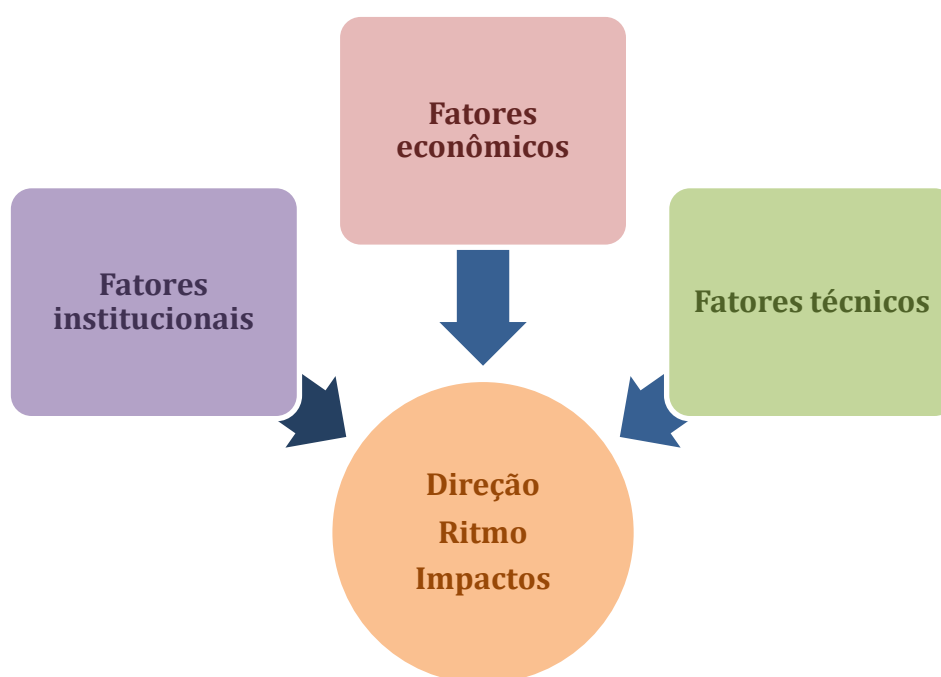 Fatores
econômicos
Fatores
institucionais
Fatores técnicos
Direção
Ritmo
Impactos